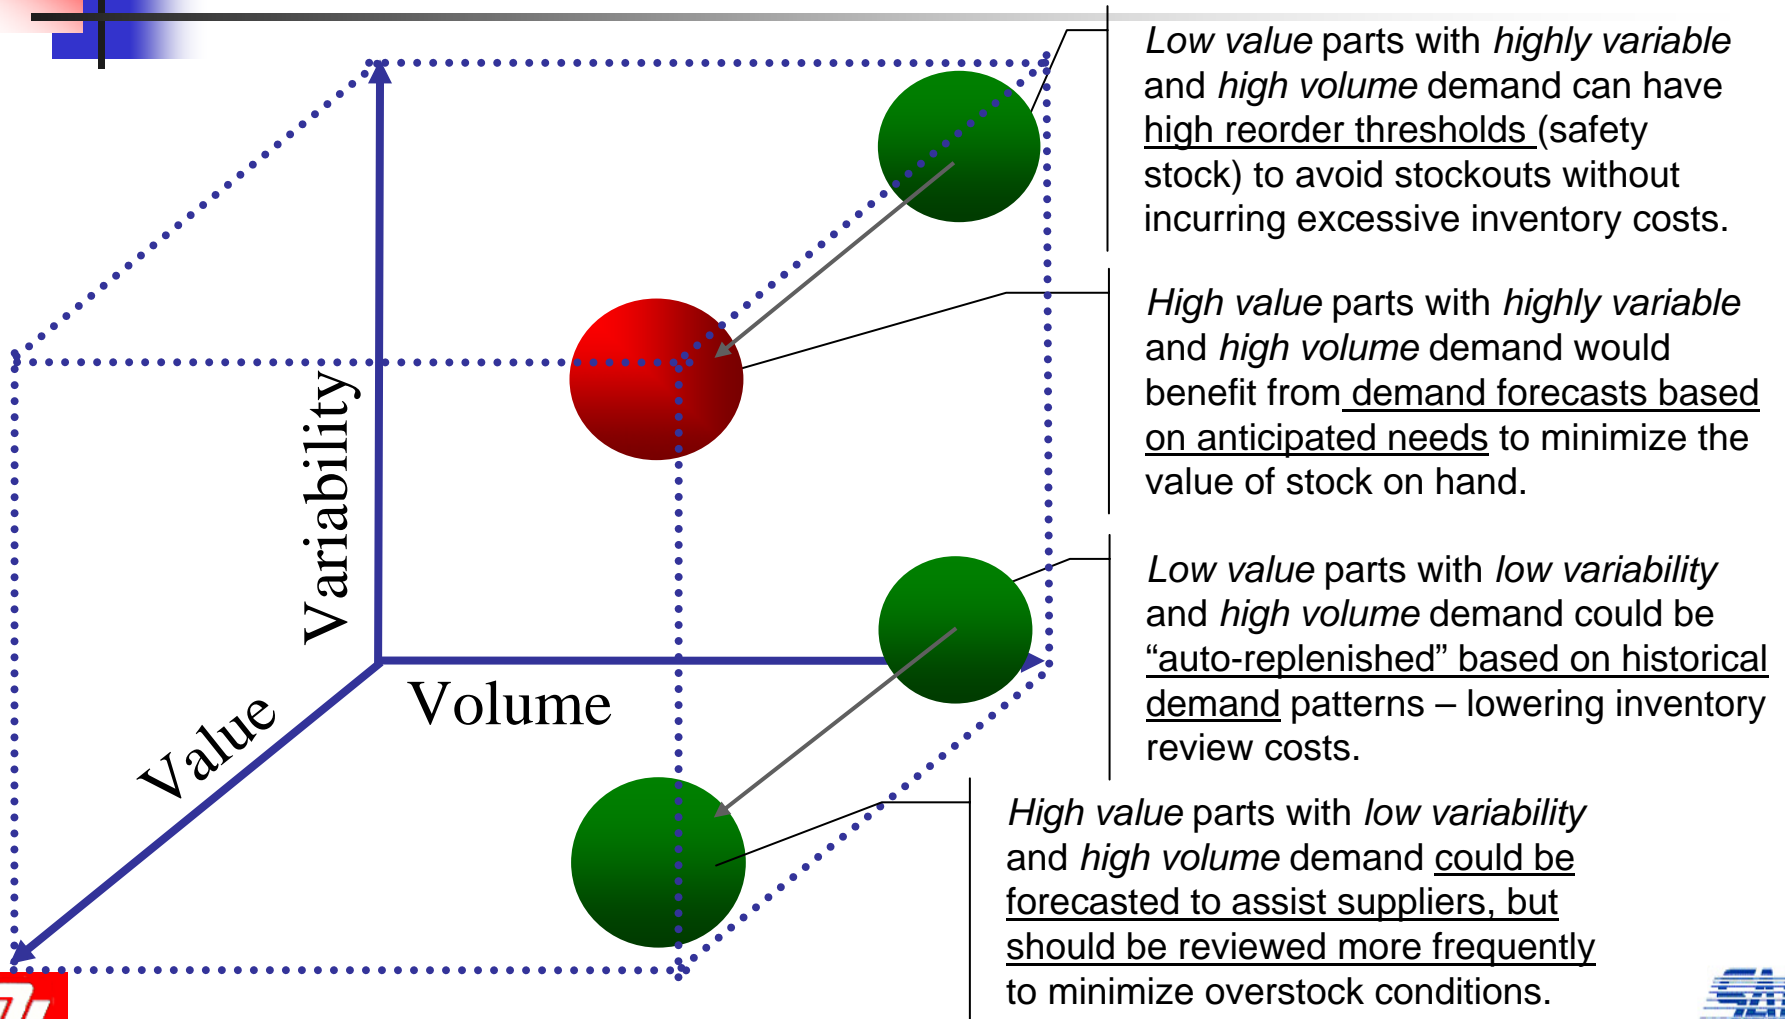 Low value parts with highly variable
and high volume demand can have
high reorder thresholds (safety
stock) to avoid stockouts without
incurring excessive inventory costs.
High value parts with highly variable
and high volume demand would
benefit from demand forecasts based
on anticipated needs to minimize the
value of stock on hand.
Variability
Volume
Value
Low value parts with low variability
and high volume demand could be
“auto-replenished” based on historical
demand patterns – lowering inventory
review costs.
High value parts with low variability
and high volume demand could be
forecasted to assist suppliers, but
should be reviewed more frequently
to minimize overstock conditions.